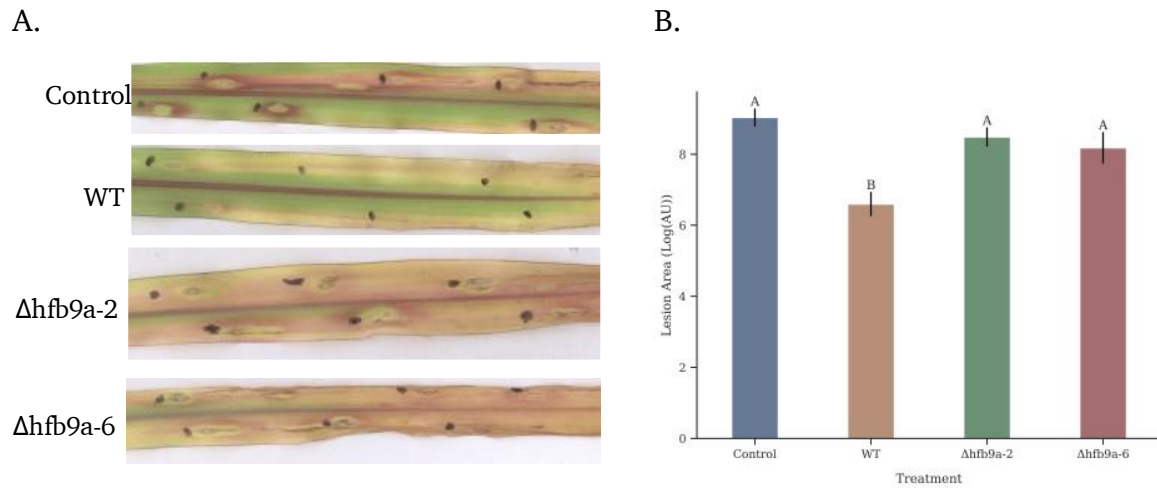 A.
Control
WT
Δhfb9a-2
Δhfb9a-6
B.
Lesion Area (Log(AU))
8
6
4
2
0
A
B
A
A
Control
WT
Δhfb9a-2
Δhfb9a-6
Treatment